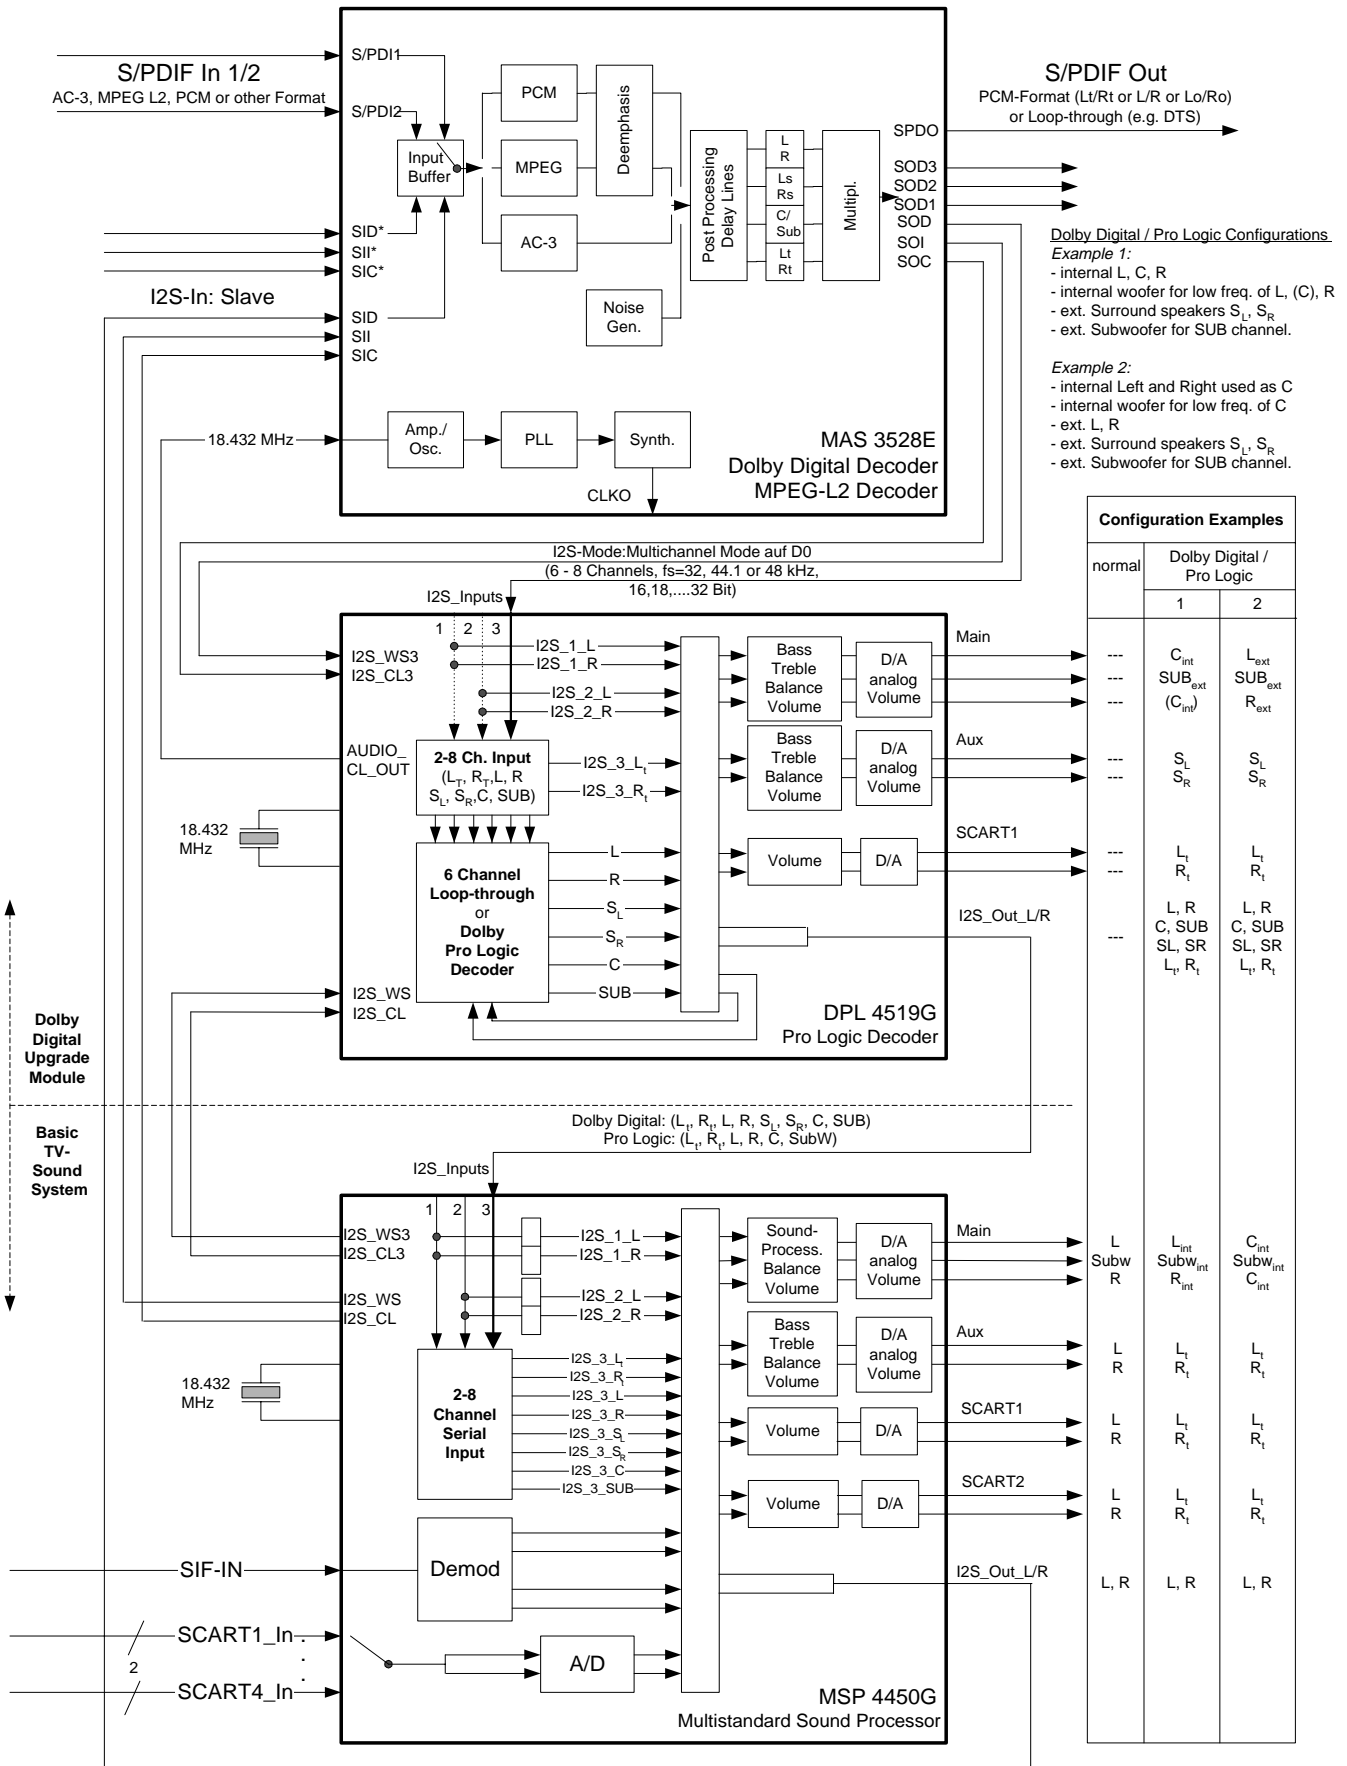 S/PDI1
S/PDIF In 1/2
AC-3, MPEG L2, PCM or other Format
S/PDI2
Input
Buffer
PCM
MPEG
AC-3
Deemphasis
Noise
Gen.
Post Processing
Delay Lines
L
R
Ls
Rs
C/
Sub
Lt
Rt
Multipl.
SPDO
SOD3
SOD2
SOD1
SOD
SOI
SOC
S/PDIF Out
PCM-Format (Lt/Rt or L/R or Lo/Ro)
or Loop-through (e.g. DTS)
SID*
SII*
SIC*
I2S-In: Slave
SID
SII
SIC
18.432 MHz
Amp./
Osc.
PLL
Synth.
CLKO
MAS 3528E
Dolby Digital Decoder
MPEG-L2 Decoder
Dolby Digital / Pro Logic Configurations
Example 1:
- internal L, C, R
- internal woofer for low freq. of L, (C), R
- ext. Surround speakers SL, SR
- ext. Subwoofer for SUB channel.
Example 2:
- internal Left and Right used as C
- internal woofer for low freq. of C
- ext. L, R
- ext. Surround speakers SL, SR
- ext. Subwoofer for SUB channel.
Configuration Examples
normal
Dolby Digital /
Pro Logic
1 2
I2S-Mode:Multichannel Mode auf D0
(6 - 8 Channels, fs=32, 44.1 or 48 kHz,
16,18,....32 Bit)
I2S_Inputs
1 2 3
I2S_WS3
I2S_CL3
I2S_1_L
I2S_1_R
I2S_2_L
I2S_2_R
AUDIO_
CL_OUT
2-8 Ch. Input
(LT, RT,L, R
SL, SR,C, SUB)
I2S_3_Lt
I2S_3_Rt
18.432
MHz
6 Channel
Loop-through
or
Dolby
Pro Logic
Decoder
L
R
SL
SR
C
SUB
I2S_WS
I2S_CL
Bass
Treble
Balance
Volume
D/A
analog
Volume
Main
--- Cint Lext
--- SUBext SUBext
--- (Cint) Rext
Bass
Treble
Balance
Volume
D/A
analog
Volume
Aux
--- SL SL
--- SR SR
Volume
D/A
SCART1
--- Lt Lt
--- Rt Rt
I2S_Out_L/R
---
L, R
C, SUB
SL, SR
Lt, Rt
L, R
C, SUB
SL, SR
Lt, Rt
DPL 4519G
Pro Logic Decoder
Dolby
Digital
Upgrade
Module
Basic
TV-
Sound
System
Dolby Digital: (Lt, Rt, L, R, SL, SR, C, SUB)
Pro Logic: (Lt, Rt, L, R, C, SubW)
I2S_Inputs
1 2 3
I2S_WS3
I2S_CL3
I2S_WS
I2S_CL
I2S_1_L
I2S_1_R
I2S_2_L
I2S_2_R
18.432
MHz
2-8
Channel
Serial
Input
I2S_3_Lt
I2S_3_Rt
I2S_3_L
I2S_3_R
I2S_3_SL
I2S_3_SR
I2S_3_C
I2S_3_SUB
Sound-
Process.
Balance
Volume
D/A
analog
Volume
Main
L Lint Cint
Subw Subwint Subwint
R Rint Cint
Bass
Treble
Balance
Volume
D/A
analog
Volume
Aux
L Lt Lt
R Rt Rt
Volume
D/A
SCART1
L Lt Lt
R Rt Rt
Volume
D/A
SCART2
L Lt Lt
R Rt Rt
I2S_Out_L/R
L, R L, R L, R
SIF-IN
Demod
SCART1_In
2
.
.
.
SCART4_In
A/D
MSP 4450G
Multistandard Sound Processor